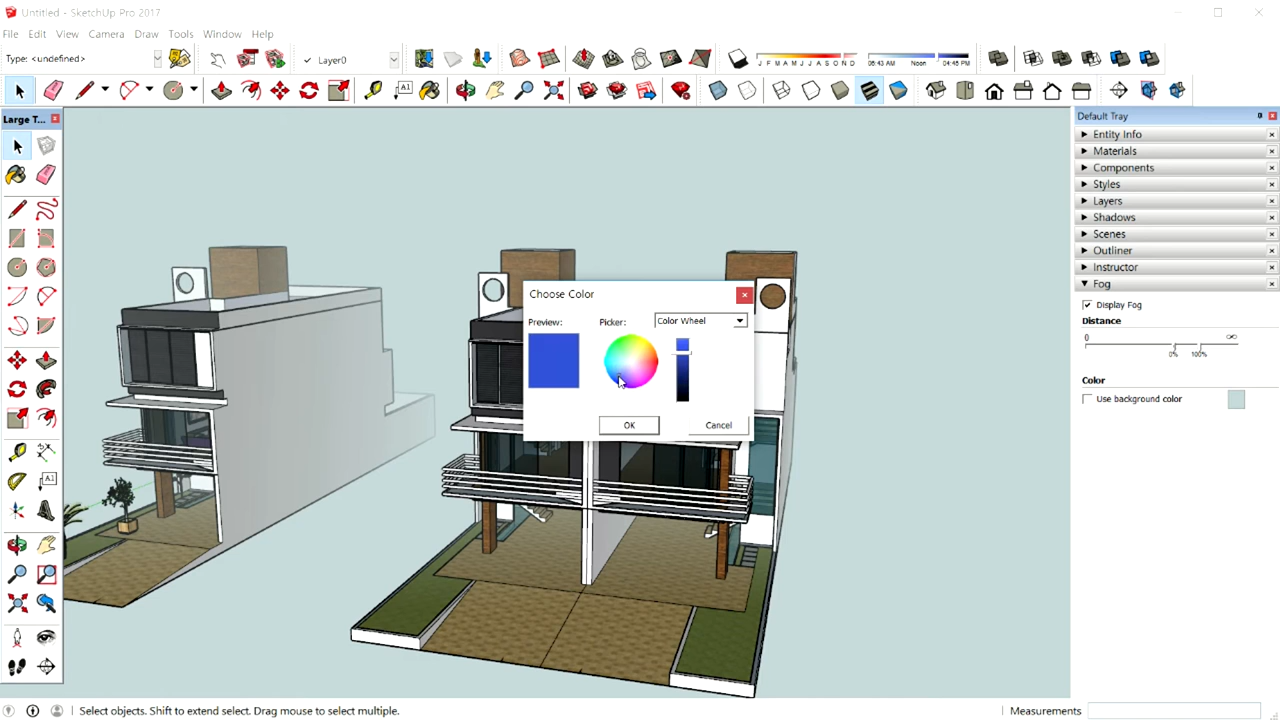 Untitled - SketchUp Pro 2017
File Edit View Camera Draw Tools Window Help
Type: <undefined>
✓ Layer0
J F M A M J J A S O N D
06:43 AM Noon 04:45 PM
A1
Large T...
A1
Default Tray
Entity Info
Materials
Components
Styles
Layers
Shadows
Scenes
Outliner
Instructor
Fog
Display Fog
Distance
0 ∞
0% 100%
Color
Use background color
Choose Color
Preview: Picker: Color Wheel
OK Cancel
Select objects. Shift to extend select. Drag mouse to select multiple.
Measurements